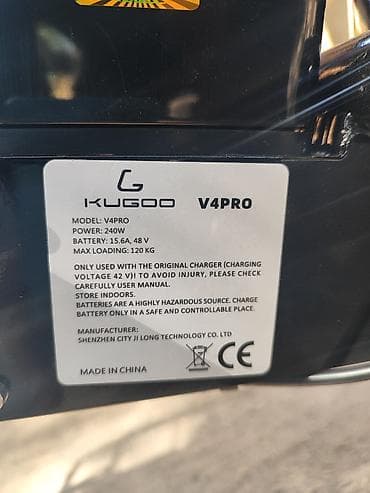 KUGOO V4PRO
MODEL: V4PRO
POWER: 240W
BATTERY: 15.6A, 48 V
MAX LOADING: 120 KG
ONLY USED WITH THE ORIGINAL CHARGER (CHARGING
VOLTAGE 42 V)! TO AVOID INJURY, PLEASE CHECK
CAREFULLY USER MANUAL.
STORE INDOORS.
BATTERIES ARE A HIGHLY HAZARDOUS SOURCE. CHARGE
BATTERY ONLY IN A SAFE AND CONTROLLABLE PLACE.
MANUFACTURER:
SHENZHEN CITY JI LONG TECHNOLOGY CO. LTD
MADE IN CHINA
CE